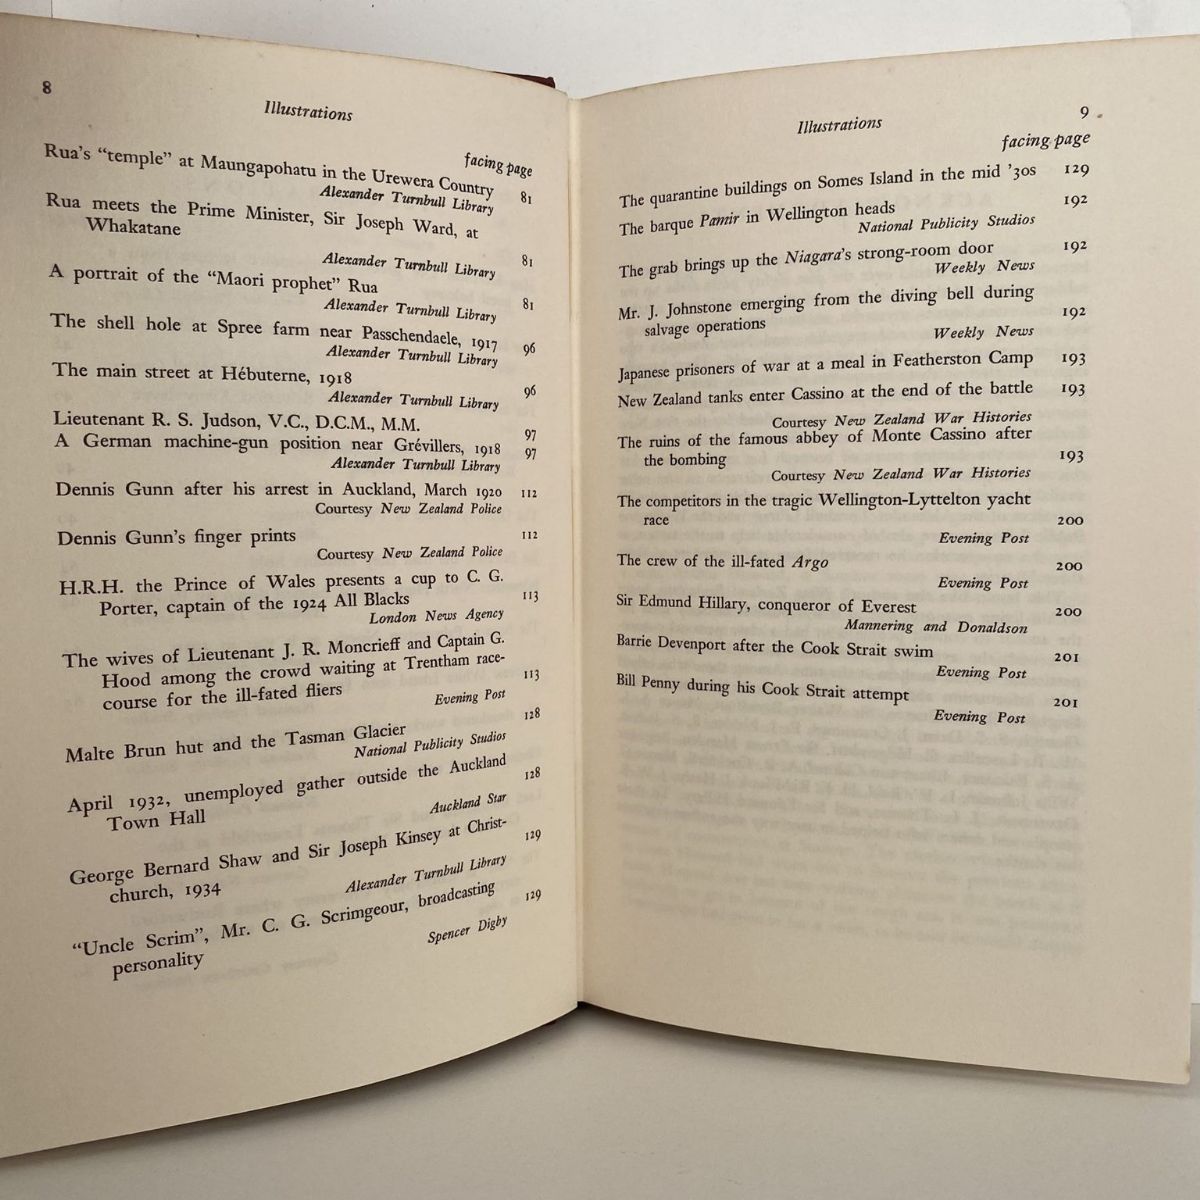 8
Illustrations
facing page
Rua's "temple" at Maungapohatu in the Urewera Country 81
Alexander Turnbull Library
Rua meets the Prime Minister, Sir Joseph Ward, at
Whakatane 81
Alexander Turnbull Library
A portrait of the "Maori prophet" Rua 81
Alexander Turnbull Library
The shell hole at Spree farm near Passchendaele, 1917 96
Alexander Turnbull Library
The main street at Hébuterne, 1918 96
Alexander Turnbull Library
Lieutenant R. S. Judson, V.C., D.C.M., M.M. 97
A German machine-gun position near Grévillers, 1918 97
Alexander Turnbull Library
Dennis Gunn after his arrest in Auckland, March 1920 112
Courtesy New Zealand Police
Dennis Gunn's finger prints 112
Courtesy New Zealand Police
H.R.H. the Prince of Wales presents a cup to C. G.
Porter, captain of the 1924 All Blacks 113
London News Agency
The wives of Lieutenant J. R. Moncrieff and Captain G.
Hood among the crowd waiting at Trentham race-
course for the ill-fated fliers 113
Evening Post
Malte Brun hut and the Tasman Glacier 128
National Publicity Studios
April 1932, unemployed gather outside the Auckland
Town Hall 128
Auckland Star
George Bernard Shaw and Sir Joseph Kinsey at Christ-
church, 1934 129
Alexander Turnbull Library
"Uncle Scrim", Mr. C. G. Scrimgeour, broadcasting
personality 129
Spencer Digby
9
Illustrations
facing page
The quarantine buildings on Somes Island in the mid '30s 129
The barque Pamir in Wellington heads 192
National Publicity Studios
The grab brings up the Niagara's strong-room door 192
Weekly News
Mr. J. Johnstone emerging from the diving bell during
salvage operations 192
Weekly News
Japanese prisoners of war at a meal in Featherston Camp 193
New Zealand tanks enter Cassino at the end of the battle 193
Courtesy New Zealand War Histories
The ruins of the famous abbey of Monte Cassino after
the bombing 193
Courtesy New Zealand War Histories
The competitors in the tragic Wellington-Lyttelton yacht
race 200
Evening Post
The crew of the ill-fated Argo 200
Evening Post
Sir Edmund Hillary, conqueror of Everest 200
Mannering and Donaldson
Barrie Devenport after the Cook Strait swim 201
Evening Post
Bill Penny during his Cook Strait attempt 201
Evening Post